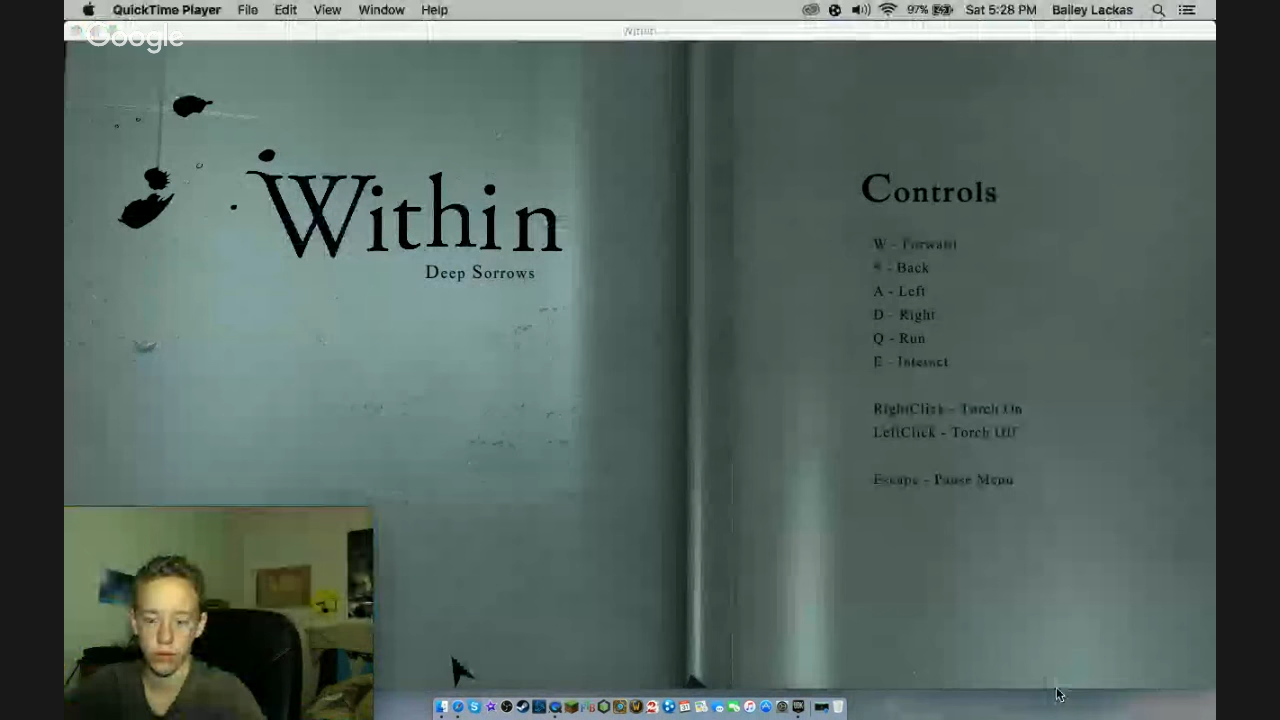 QuickTime Player File Edit View Window Help 97% Sat 5:28 PM Bailey Lackas
Google
Within
Within
Deep Sorrows
Controls
W - Forward
- Back
A - Left
D - Right
Q - Run
E - Interact
RightClick - Torch On
LeftClick - Torch Off
Escape - Pause Menu